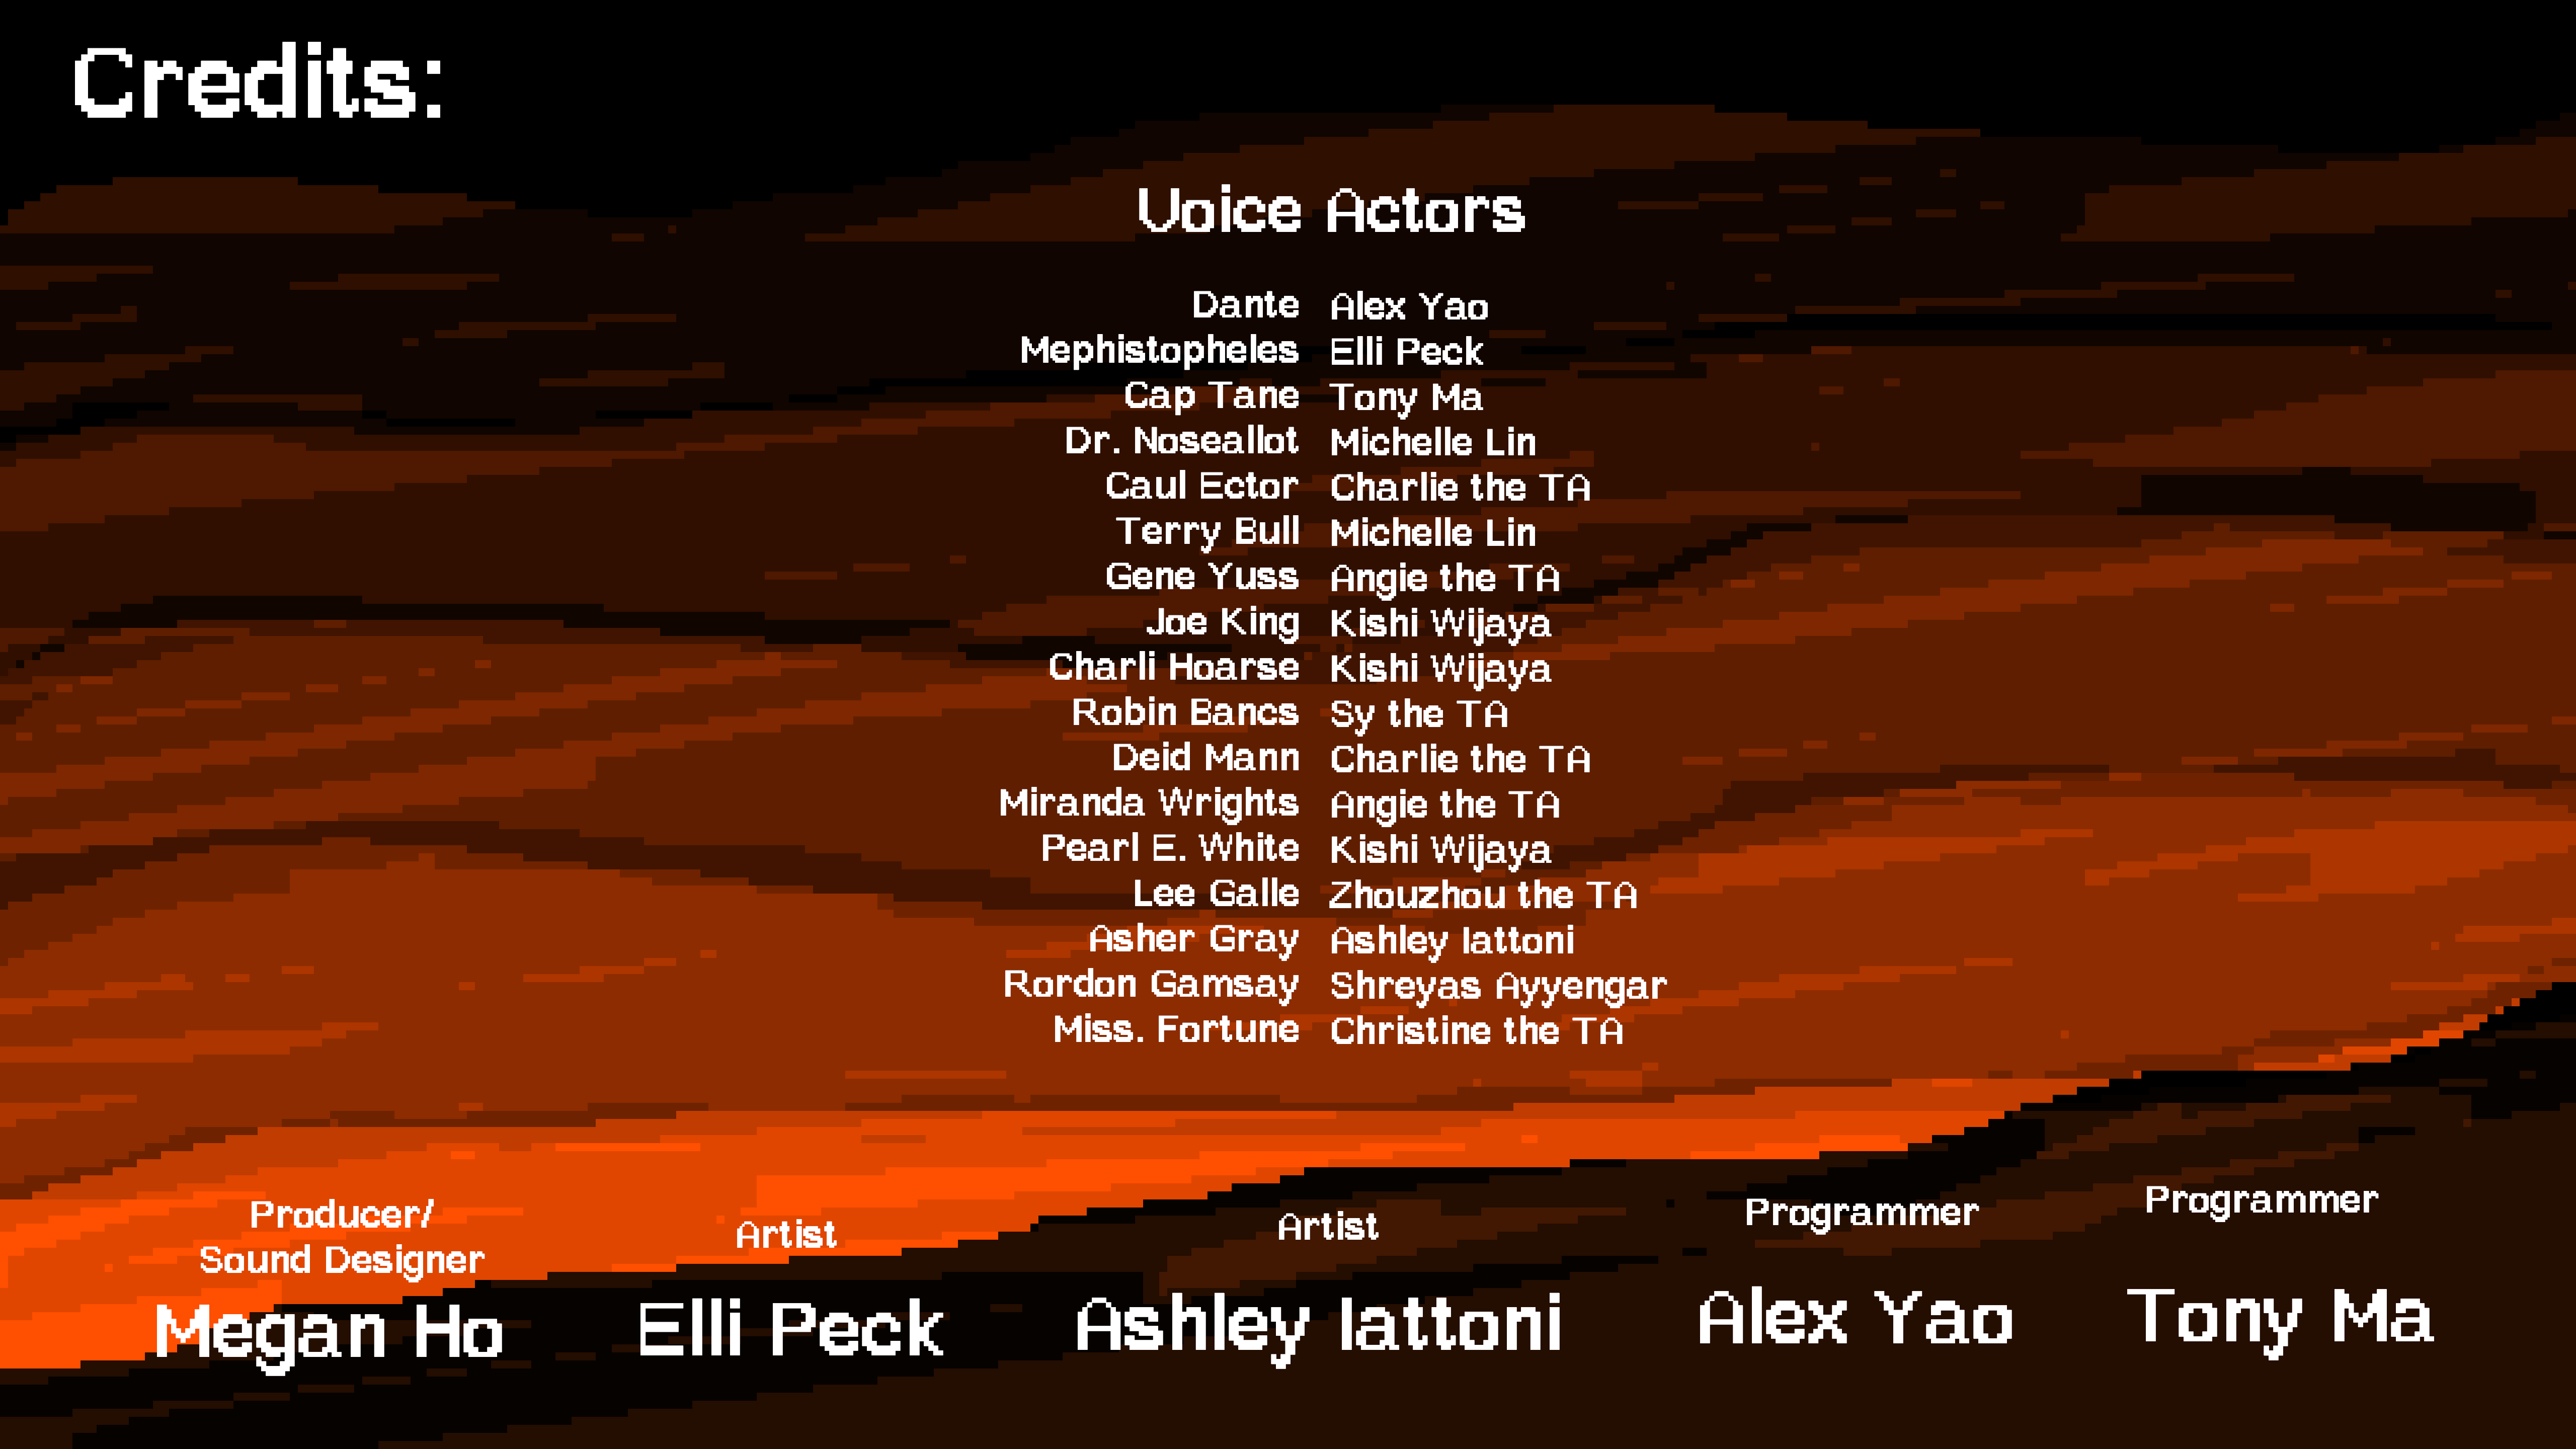 Credits:
Voice Actors
Dante Alex Yao
Mephistopheles Elli Peck
Cap Tane Tony Ma
Dr. Noseallot Michelle Lin
Caul Ector Charlie the TA
Terry Bull Michelle Lin
Gene Yuss Angie the TA
Joe King Kishi Wijaya
Charli Hoarse Kishi Wijaya
Robin Bancs Sy the TA
Deid Mann Charlie the TA
Miranda Wrights Angie the TA
Pearl E. White Kishi Wijaya
Lee Galle Zhouzhou the TA
Asher Gray Ashley Iattoni
Rordon Gamsay Shreyas Ayyengar
Miss. Fortune Christine the TA
Producer/
Sound Designer
Megan Ho
Artist
Elli Peck
Artist
Ashley Iattoni
Programmer
Alex Yao
Programmer
Tony Ma